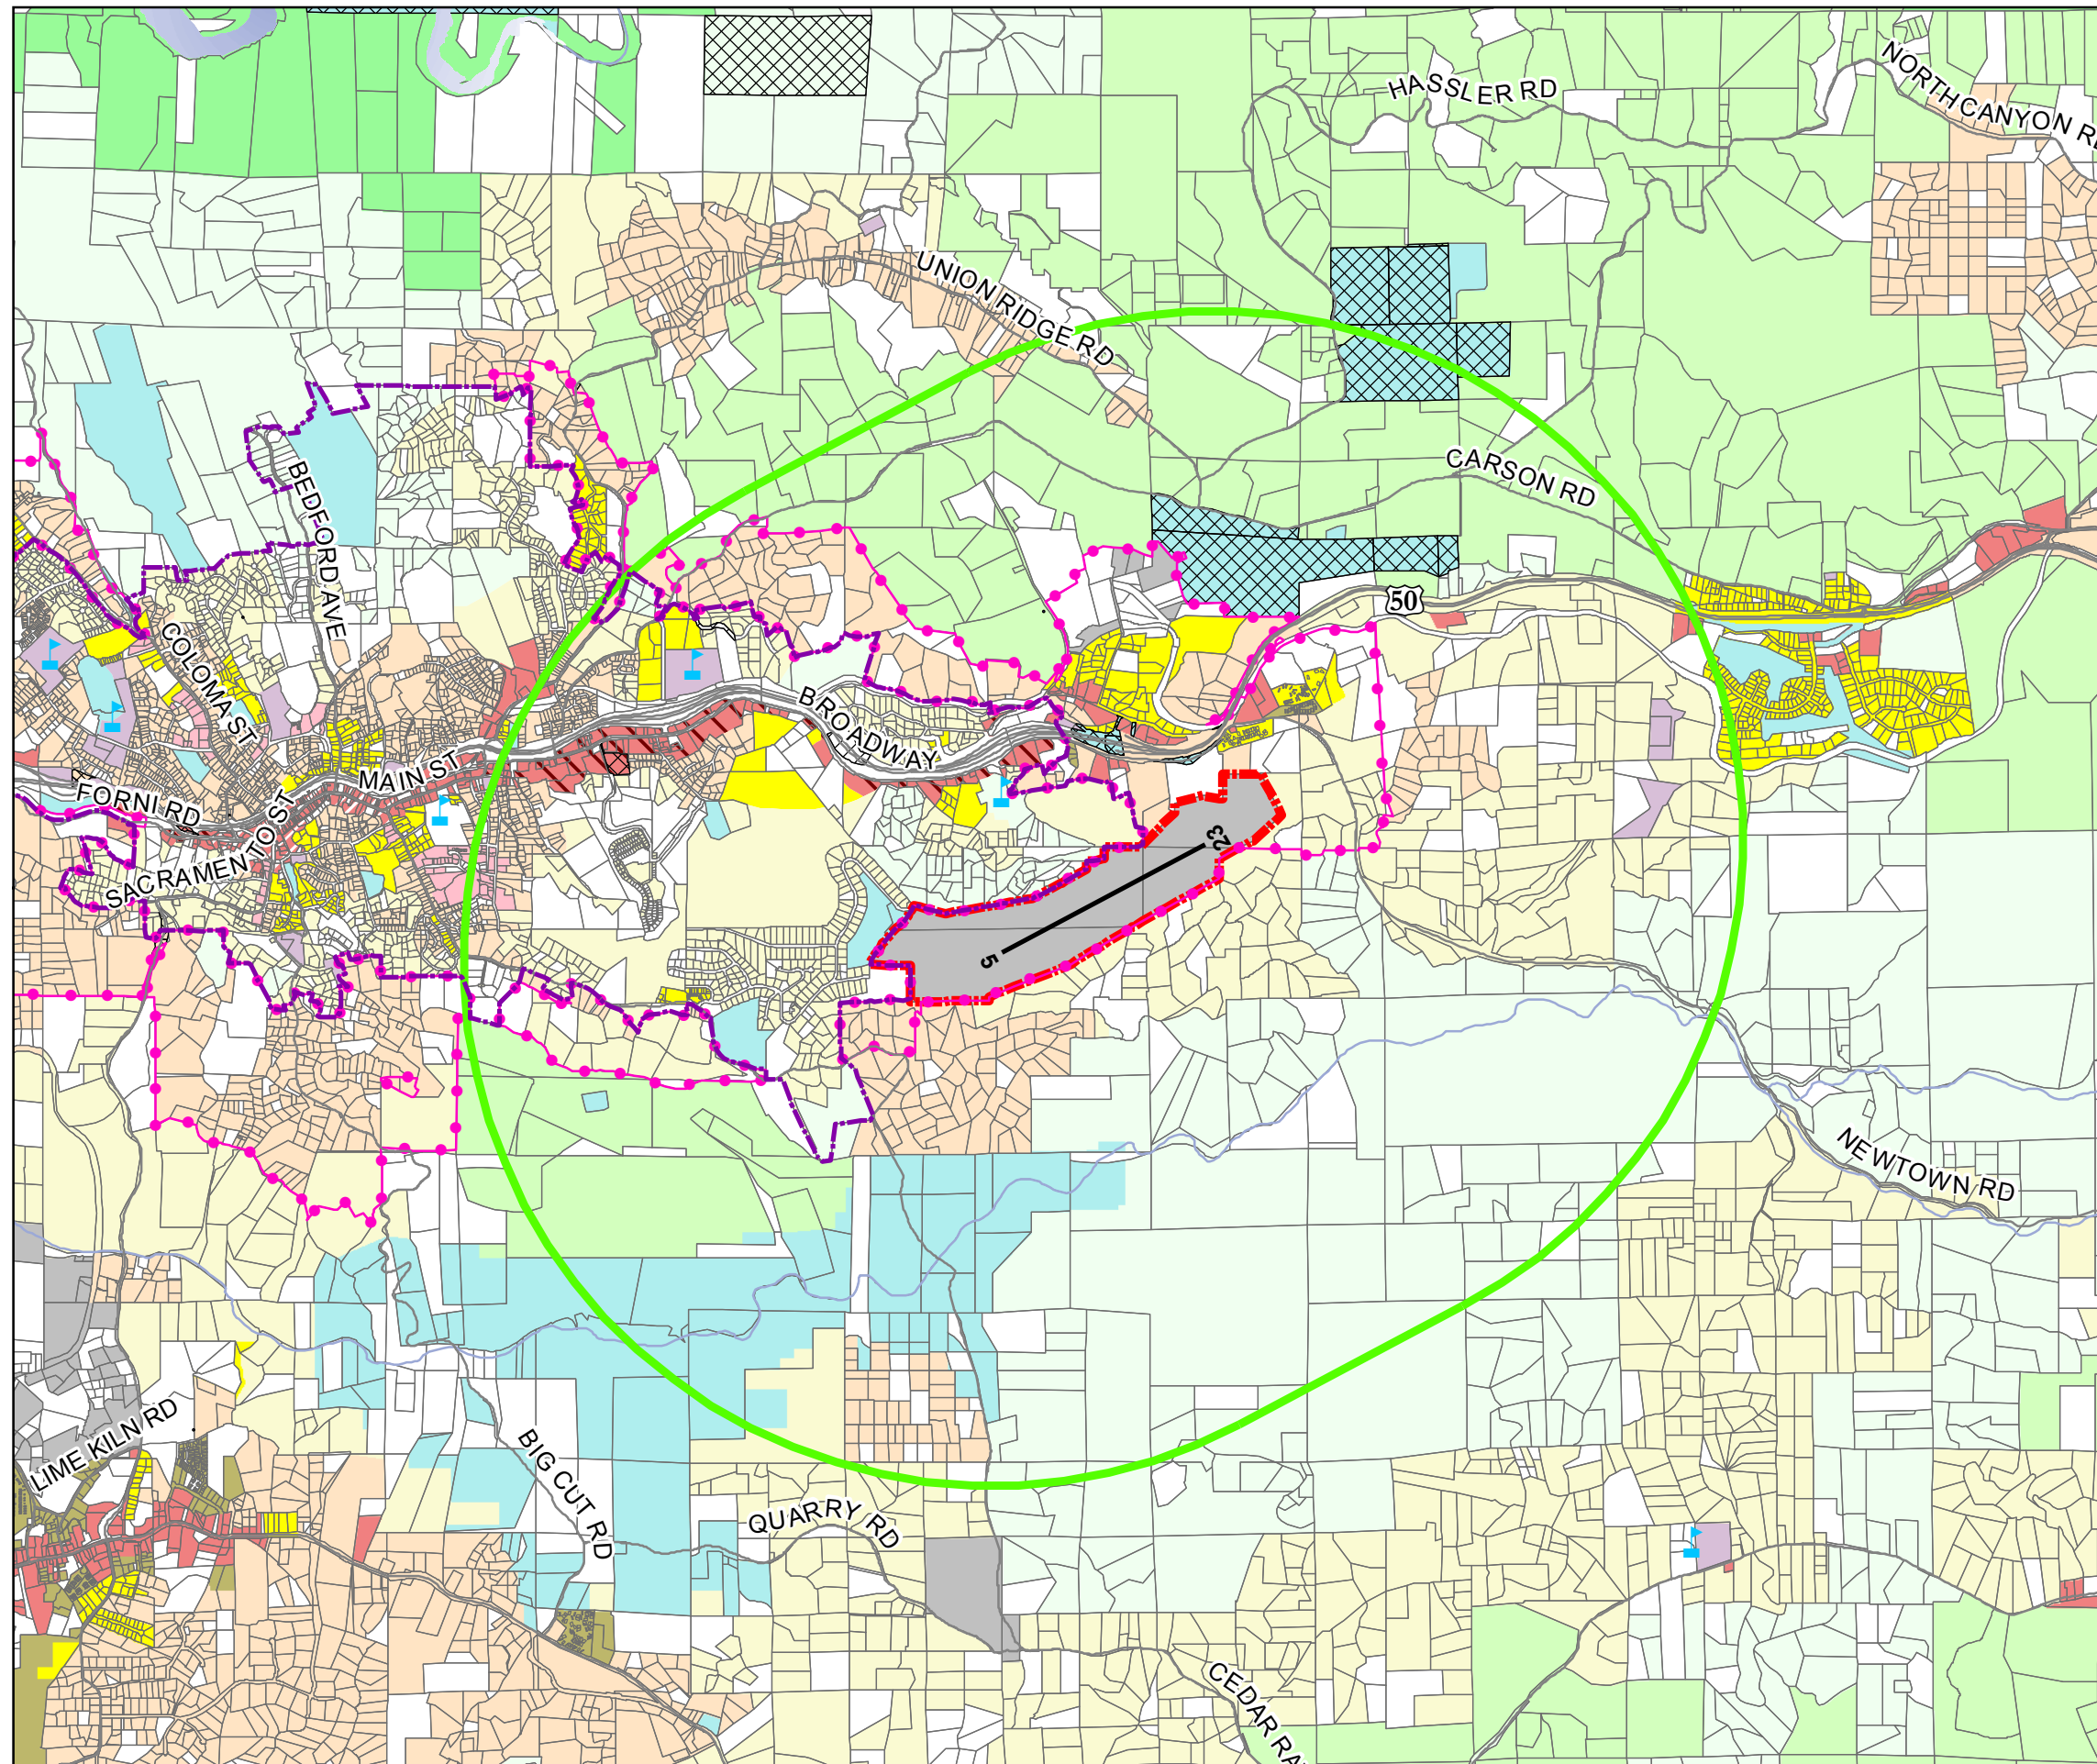 HASSLER RD
NORTH CANYON R
UNION RIDGE RD
CARSON RD
BEDFORD AVE
50
COLOMA ST
BROADWAY
MAIN ST
FORNI RD
SACRAMENTO ST
23
5
NEWTOWN RD
LIME KILN RD
BIG CUT RD
QUARRY RD
CEDAR RA